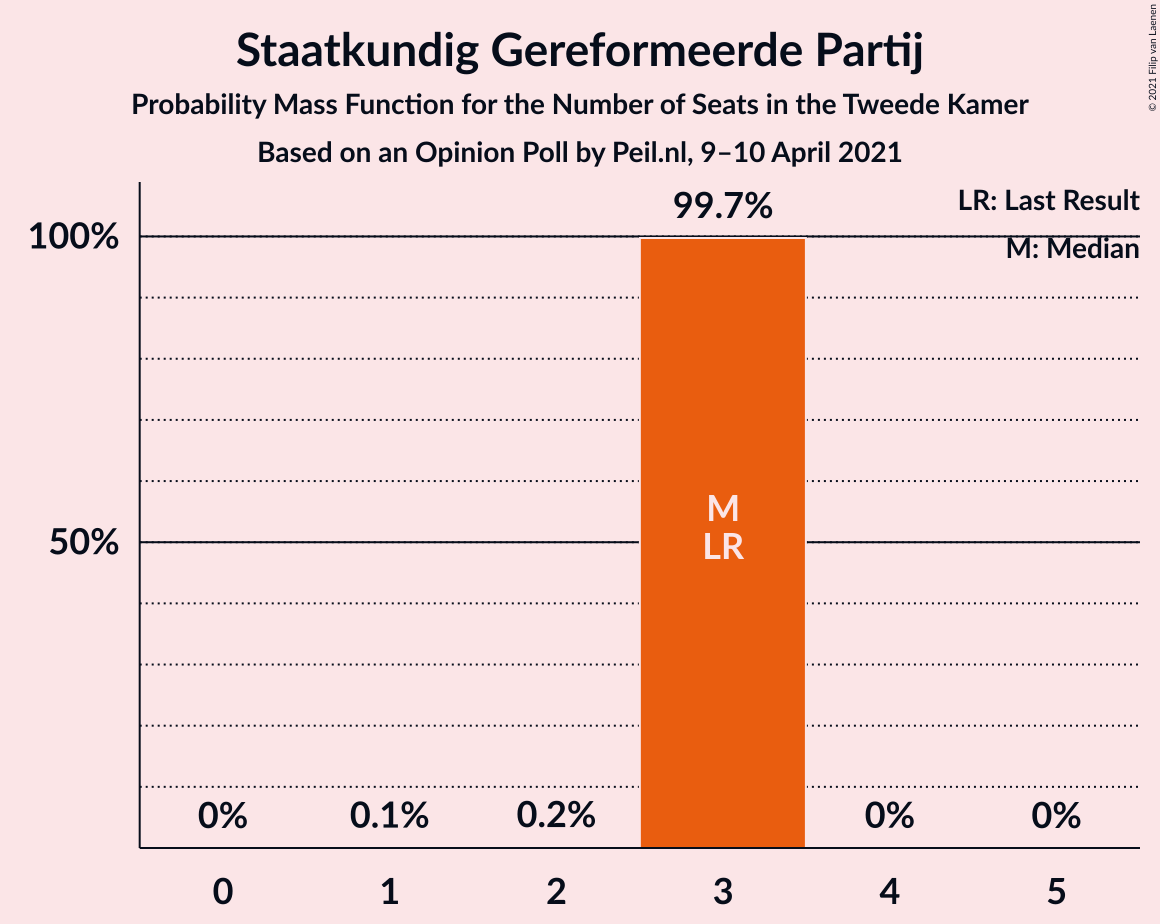 Staatkundig Gereformeerde Partij
Probability Mass Function for the Number of Seats in the Tweede Kamer
Based on an Opinion Poll by Peil.nl, 9–10 April 2021
© 2021 Filip van Laenen
LR: Last Result
M: Median
100%
50%
0%
0.1%
0.2%
99.7%
0%
0%
M
LR
0
1
2
3
4
5